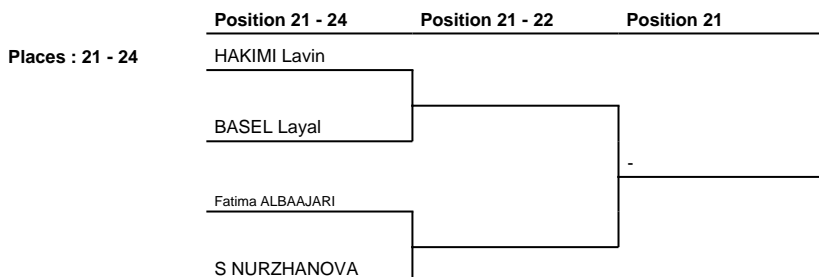 Position 21 - 24 Position 21 - 22 Position 21
Places : 21 - 24 HAKIMI Lavin
BASEL Layal
-
Fatima ALBAAJARI
S NURZHANOVA